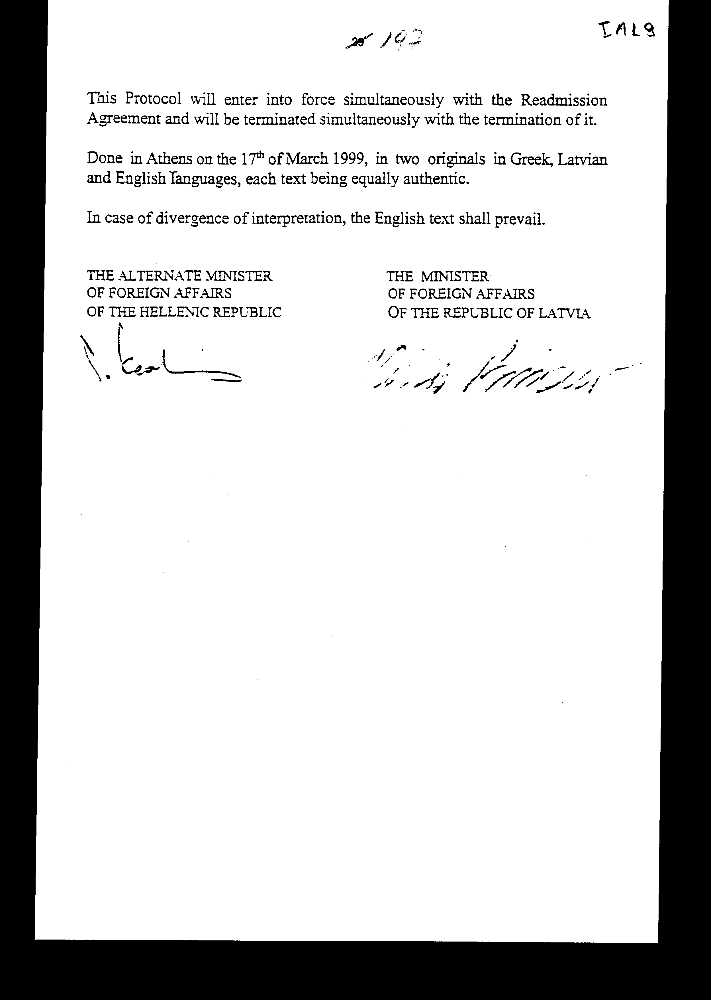 29 197
IAL9
This Protocol will enter into force simultaneously with the Readmission
Agreement and will be terminated simultaneously with the termination of it.
Done in Athens on the 17th of March 1999, in two originals in Greek, Latvian
and English languages, each text being equally authentic.
In case of divergence of interpretation, the English text shall prevail.
THE ALTERNATE MINISTER
OF FOREIGN AFFAIRS
OF THE HELLENIC REPUBLIC
THE MINISTER
OF FOREIGN AFFAIRS
OF THE REPUBLIC OF LATVIA